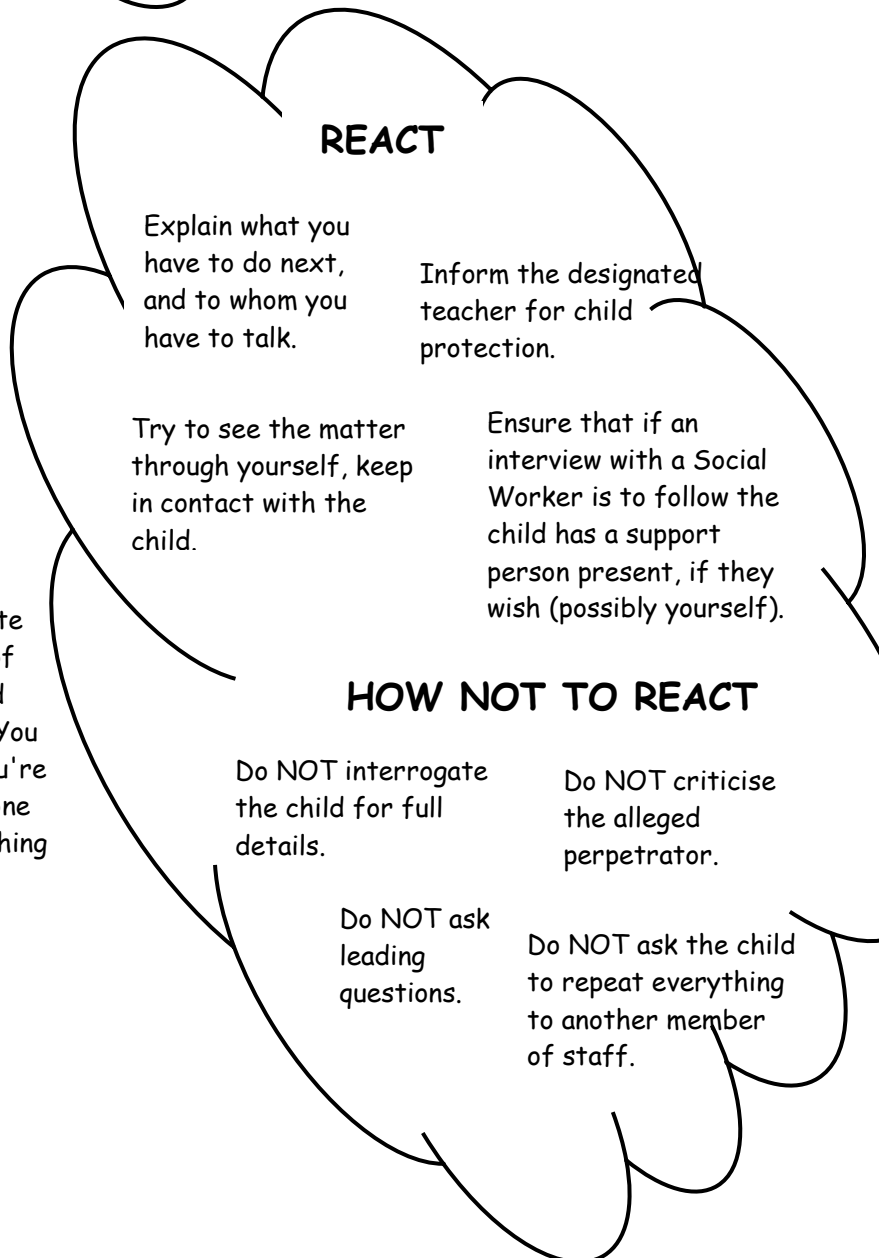 REACT
Explain what you
have to do next,
and to whom you
have to talk.
Inform the designated
teacher for child
protection.
Try to see the matter
through yourself, keep
in contact with the
child.
Ensure that if an
interview with a Social
Worker is to follow the
child has a support
person present, if they
wish (possibly yourself).
You
HOW NOT TO REACT
Do NOT interrogate
the child for full
details.
Do NOT criticise
the alleged
perpetrator.
Do NOT ask
leading
questions.
Do NOT ask the child
to repeat everything
to another member
of staff.